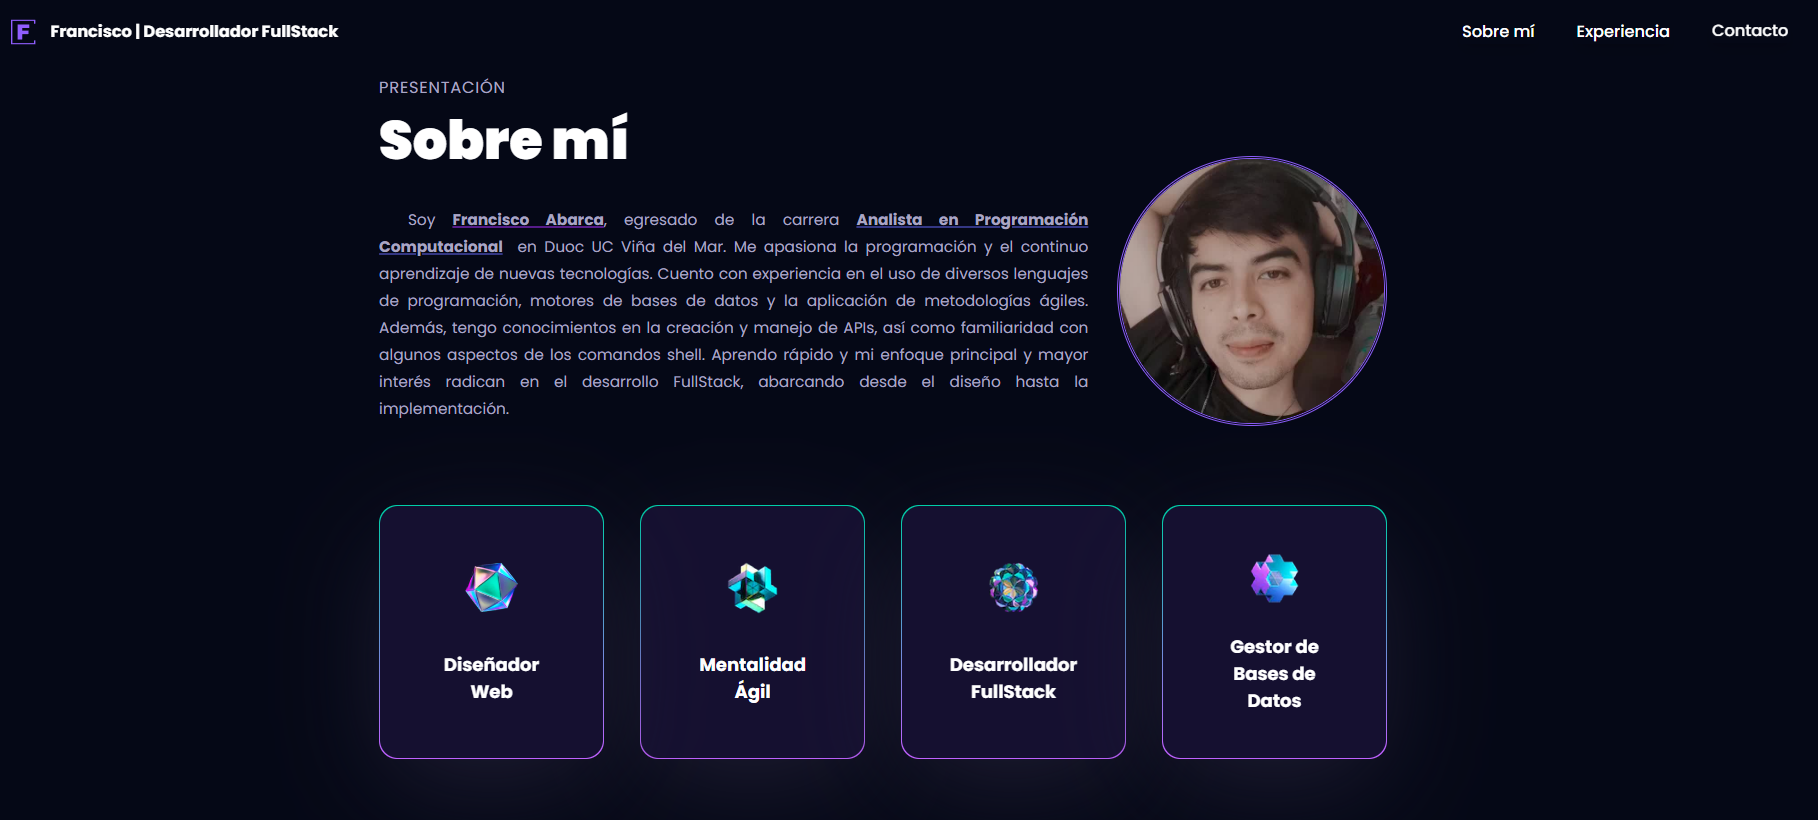 F Francisco | Desarrollador FullStack
Sobre mí
Experiencia
Contacto
PRESENTACIÓN
Sobre mí
Soy Francisco Abarca, egresado de la carrera Analista en Programación
Computacional en Duoc UC Viña del Mar. Me apasiona la programación y el continuo
aprendizaje de nuevas tecnologías. Cuento con experiencia en el uso de diversos lenguajes
de programación, motores de bases de datos y la aplicación de metodologías ágiles.
Además, tengo conocimientos en la creación y manejo de APIs, así como familiaridad con
algunos aspectos de los comandos shell. Aprendo rápido y mi enfoque principal y mayor
interés radican en el desarrollo FullStack, abarcando desde el diseño hasta la
implementación.
Diseñador
Web
Mentalidad
Ágil
Desarrollador
FullStack
Gestor de
Bases de
Datos